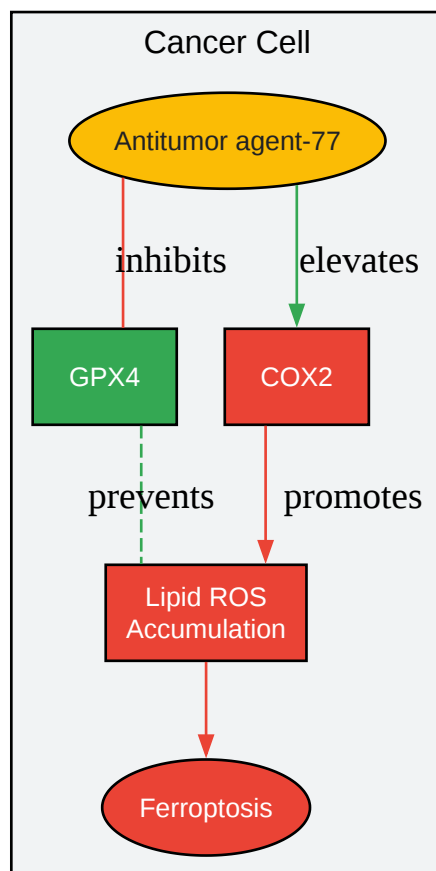 Cancer Cell
Antitumor agent-77
inhibits
elevates
GPX4
COX2
prevents
promotes
Lipid ROS
Accumulation
Ferroptosis